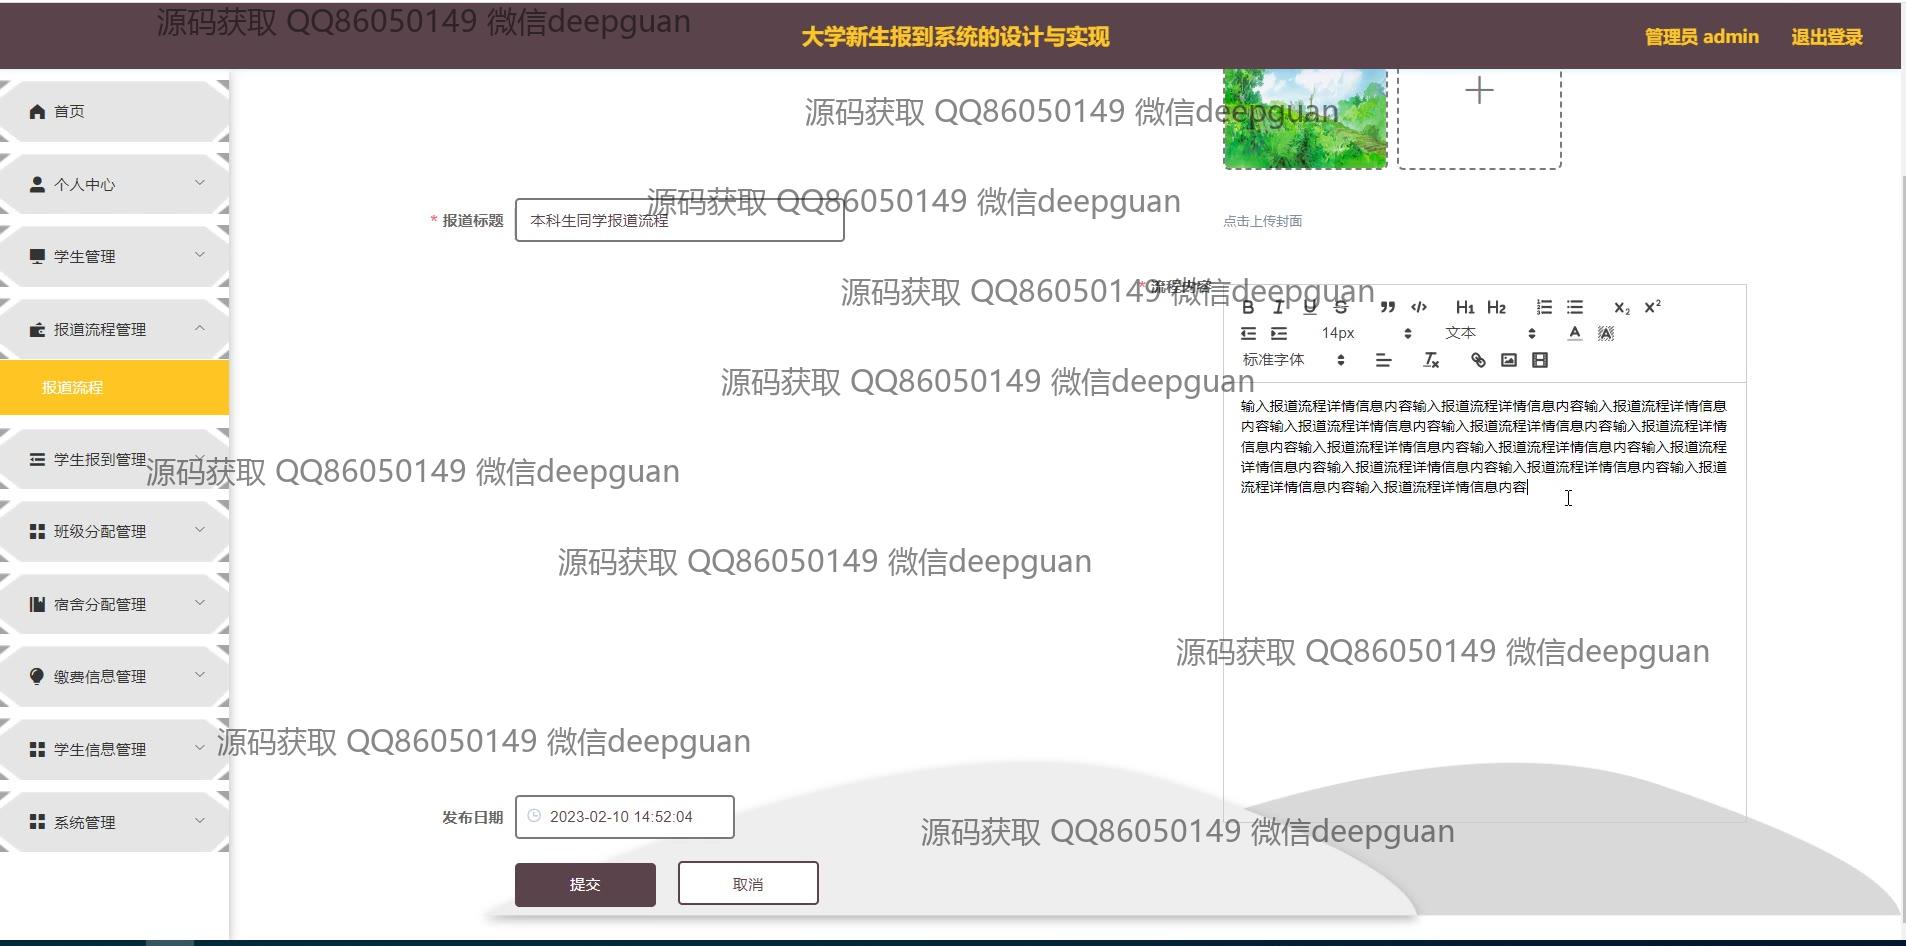 源码获取 QQ86050149 微信deepguan
大学新生报到系统的设计与实现
管理员 admin
退出登录
首页
个人中心
学生管理
报道流程管理
报道流程
学生报到管理
班级分配管理
宿舍分配管理
缴费信息管理
学生信息管理
系统管理
源码获取 QQ86050149 微信deepguan
源码获取 QQ86050149 微信deepguan
* 报道标题
本科生同学报道流程
点击上传封面
源码获取 QQ86050149 微信deepguan
* 流程内容
B I U S H1 H2 X2 X2
14px
文本
A A
标准字体
源码获取 QQ86050149 微信deepguan
输入报道流程详情信息内容输入报道流程详情信息内容输入报道流程详情信息
内容输入报道流程详情信息内容输入报道流程详情信息内容输入报道流程详情
信息内容输入报道流程详情信息内容输入报道流程详情信息内容输入报道流程
详情信息内容输入报道流程详情信息内容输入报道流程详情信息内容输入报道
流程详情信息内容输入报道流程详情信息内容
源码获取 QQ86050149 微信deepguan
源码获取 QQ86050149 微信deepguan
源码获取 QQ86050149 微信deepguan
源码获取 QQ86050149 微信deepguan
发布日期
2023-02-10 14:52:04
源码获取 QQ86050149 微信deepguan
提交
取消